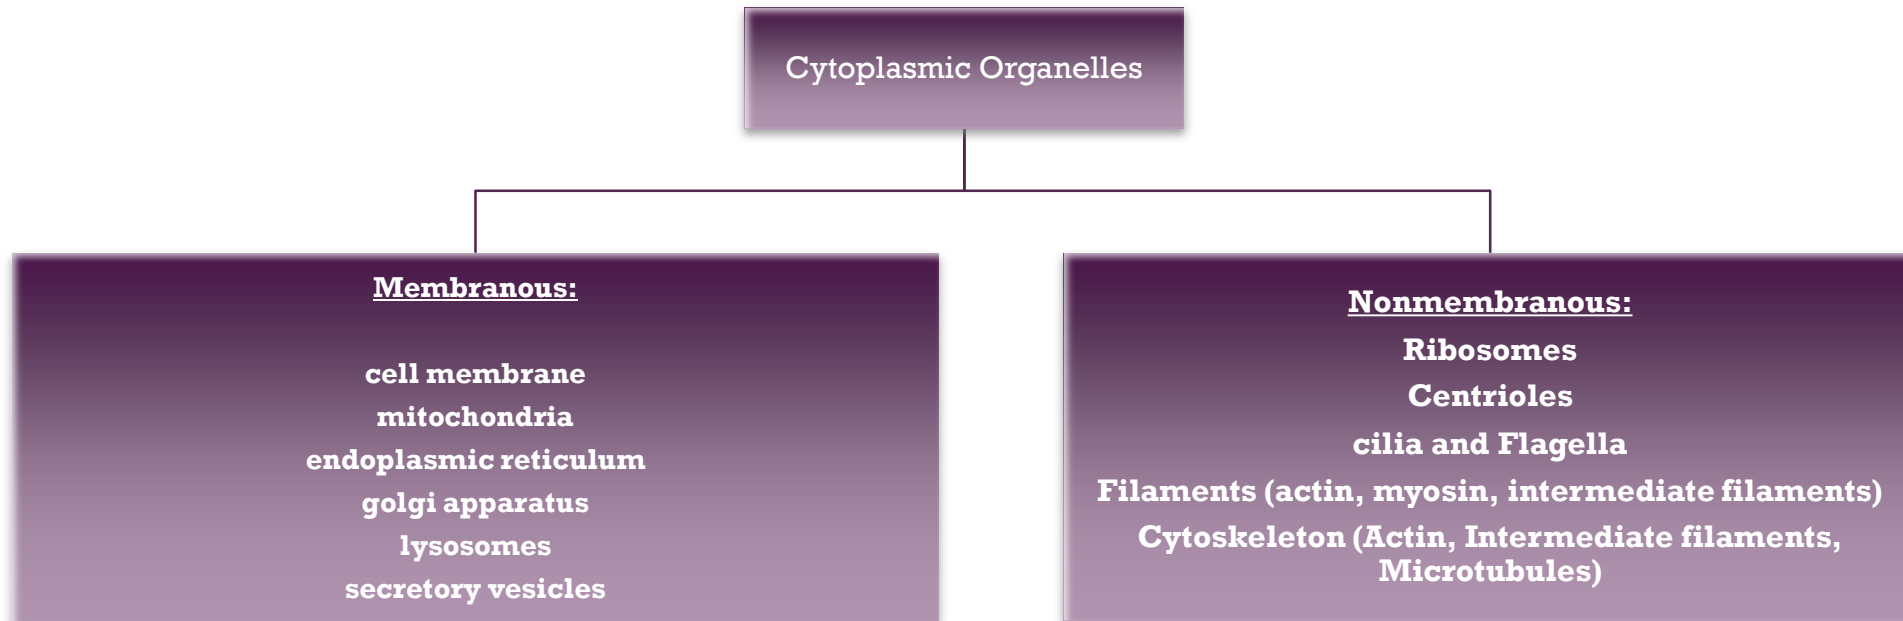 Cytoplasmic Organelles
Membranous:
cell membrane
mitochondria
endoplasmic reticulum
golgi apparatus
lysosomes
secretory vesicles
Nonmembranous:
Ribosomes
Centrioles
cilia and Flagella
Filaments (actin, myosin, intermediate filaments)
Cytoskeleton (Actin, Intermediate filaments,
Microtubules)